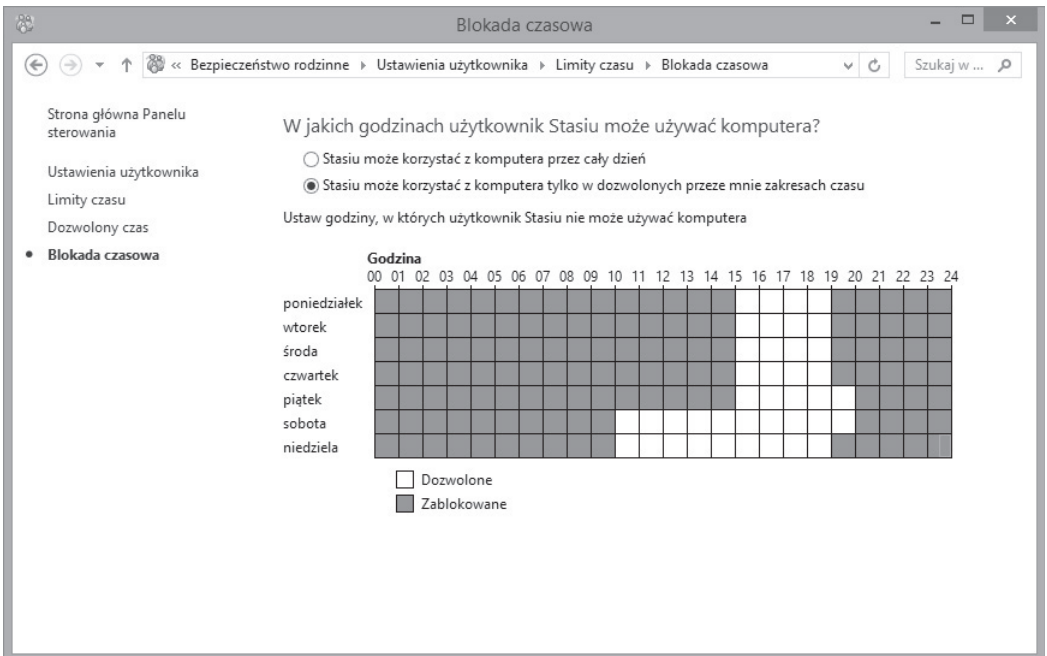 Blokada czasowa
« Bezpieczeństwo rodzinne ▸ Ustawienia użytkownika ▸ Limity czasu ▸ Blokada czasowa
Szukaj w ...
Strona główna Panelu
sterowania
Ustawienia użytkownika
Limity czasu
Dozwolony czas
• Blokada czasowa
W jakich godzinach użytkownik Stasiu może używać komputera?
Stasiu może korzystać z komputera przez cały dzień
Stasiu może korzystać z komputera tylko w dozwolonych przeze mnie zakresach czasu
Ustaw godziny, w których użytkownik Stasiu nie może używać komputera
Godzina
00 01 02 03 04 05 06 07 08 09 10 11 12 13 14 15 16 17 18 19 20 21 22 23 24
poniedziałek
wtorek
środa
czwartek
piątek
sobota
niedziela
Dozwolone
Zablokowane